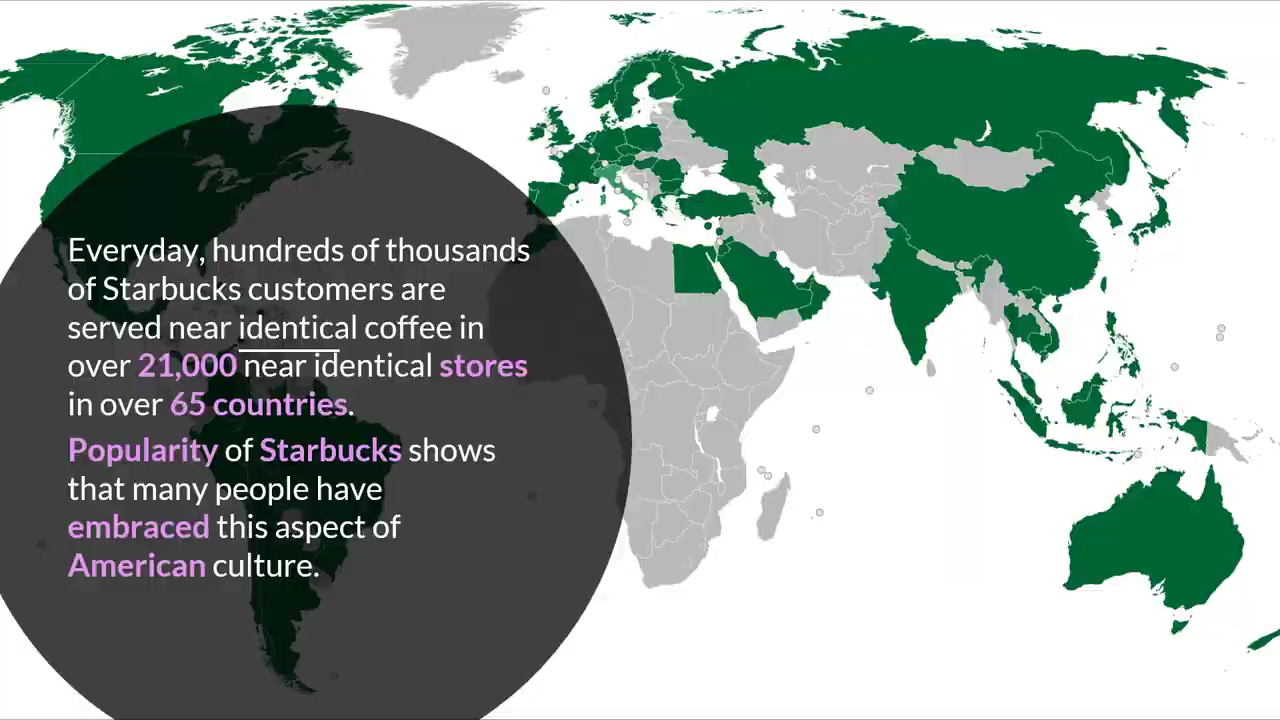 Everyday, hundreds of thousands
of Starbucks customers are
served near identical coffee in
over 21,000 near identical stores
in over 65 countries.
Popularity of Starbucks shows
that many people have
embraced this aspect of
American culture.